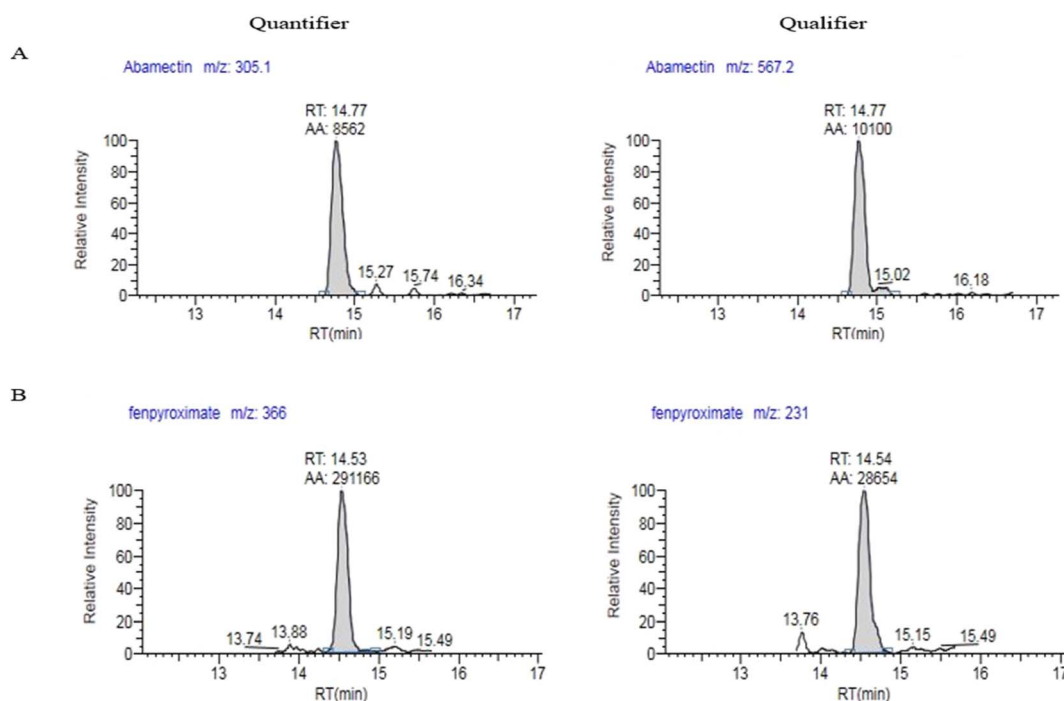 Quantifier
Qualifier
A
Abamectin m/z: 305.1
RT: 14.77
AA: 8562
Relative Intensity
100
80
60
40
20
0
15.27
15.74
16.34
13
14
15
16
17
RT(min)
Abamectin m/z: 567.2
RT: 14.77
AA: 10100
Relative Intensity
100
80
60
40
20
0
15.02
16.18
13
14
15
16
17
RT(min)
B
fenpyroximate m/z: 366
RT: 14.53
AA: 291166
Relative Intensity
100
80
60
40
20
0
13.74
13.88
15.19
15.49
13
14
15
16
17
RT(min)
fenpyroximate m/z: 231
RT: 14.54
AA: 28654
Relative Intensity
100
80
60
40
20
0
13.76
15.15
15.49
13
14
15
16
17
RT(min)